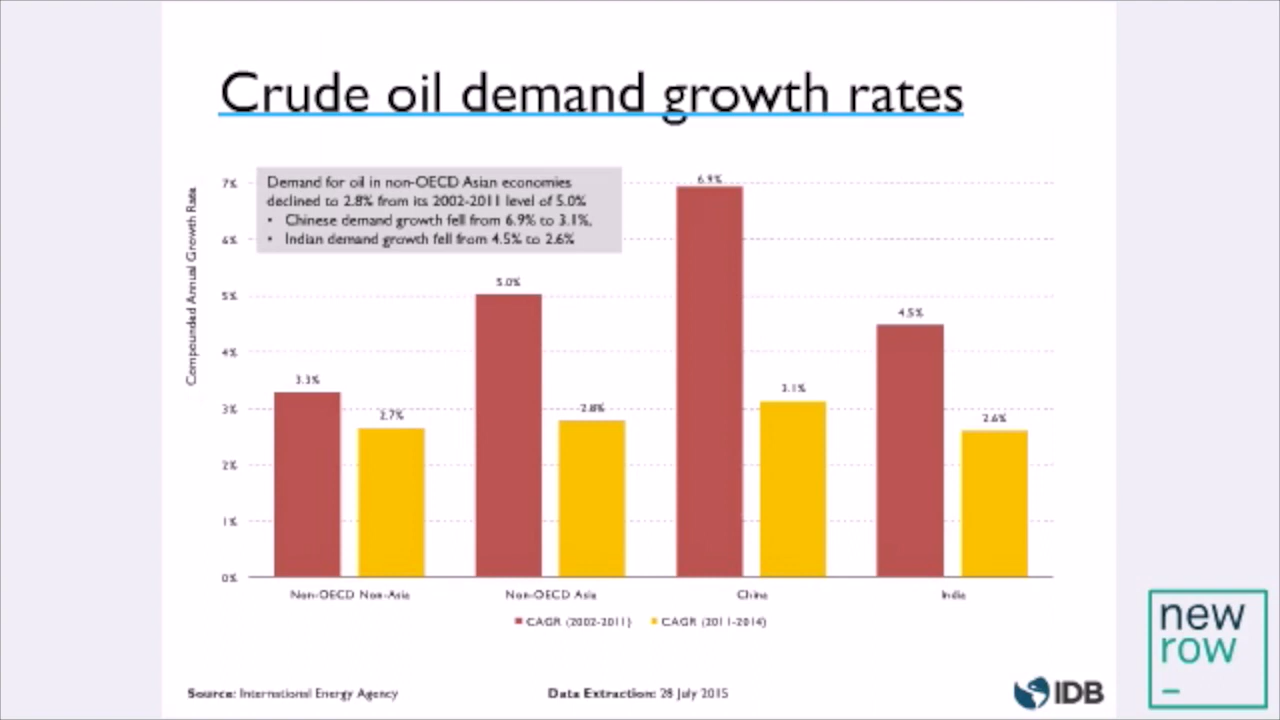 Crude oil demand growth rates
Demand for oil in non-OECD Asian economies
declined to 2.8% from its 2002-2011 level of 5.0%
• Chinese demand growth fell from 6.9% to 3.1%,
• Indian demand growth fell from 4.5% to 2.6%
Compounded Annual Growth Rate
7%
6%
5%
4%
3%
2%
1%
0%
3.3%
2.7%
5.0%
2.8%
6.9%
3.1%
4.5%
2.6%
Non-OECD Non-Asia
Non-OECD Asia
China
India
CAGR (2002-2011)
CAGR (2011-2014)
Source: International Energy Agency
Data Extraction: 28 July 2015
IDB
new
row